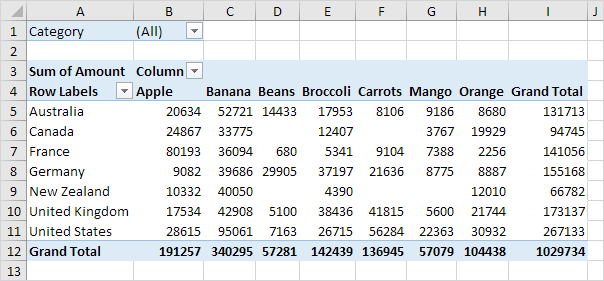 A B C D E F G H I J
1 Category (All)
2
3 Sum of Amount Column
4 Row Labels Apple Banana Beans Broccoli Carrots Mango Orange Grand Total
5 Australia 20634 52721 14433 17953 8106 9186 8680 131713
6 Canada 24867 33775 12407 3767 19929 94745
7 France 80193 36094 680 5341 9104 7388 2256 141056
8 Germany 9082 39686 29905 37197 21636 8775 8887 155168
9 New Zealand 10332 40050 4390 12010 66782
10 United Kingdom 17534 42908 5100 38436 41815 5600 21744 173137
11 United States 28615 95061 7163 26715 56284 22363 30932 267133
12 Grand Total 191257 340295 57281 142439 136945 57079 104438 1029734
13